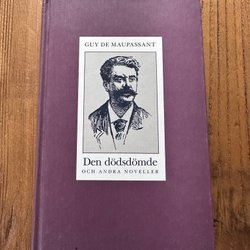 GUY DE MAUPASSANT
Den dödsdömde
OCH ANDRA NOVELLER